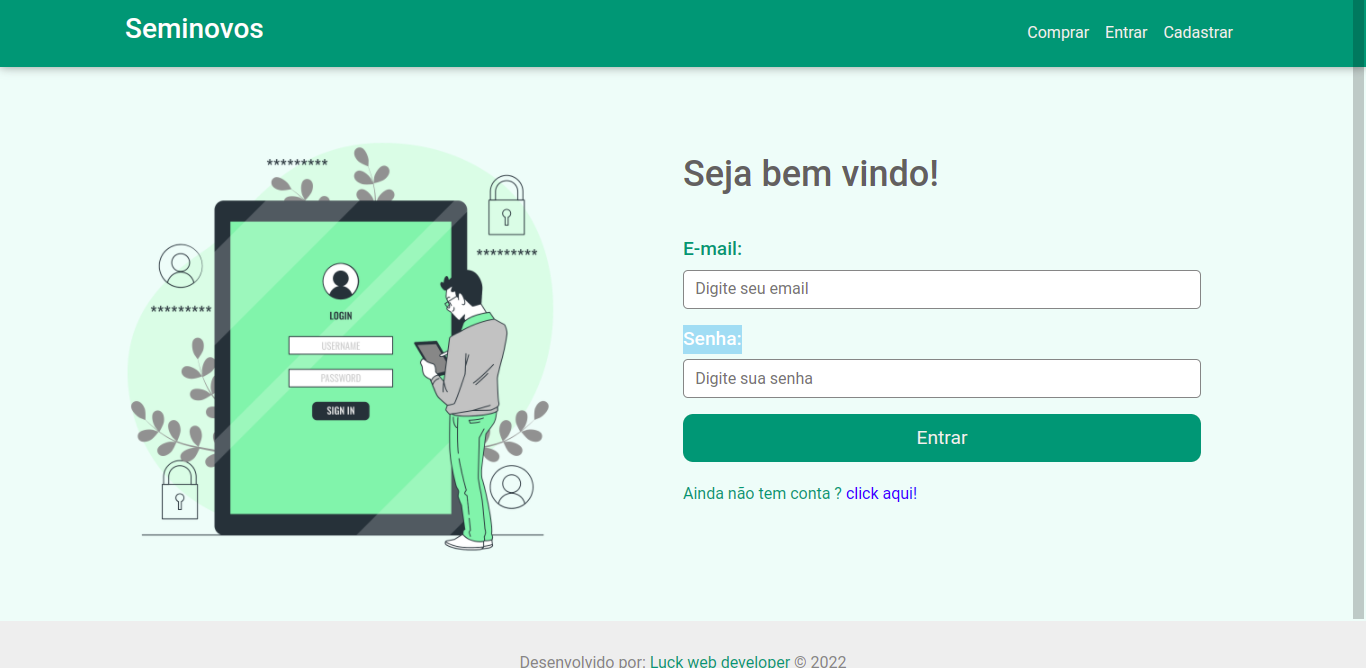 Seminovos
Comprar Entrar Cadastrar
*********
*********
*********
LOGIN
USERNAME
PASSWORD
SIGN IN
Seja bem vindo!
E-mail:
Digite seu email
Senha:
Digite sua senha
Entrar
Ainda não tem conta ? click aqui!
Desenvolvido por: Luck web developer © 2022